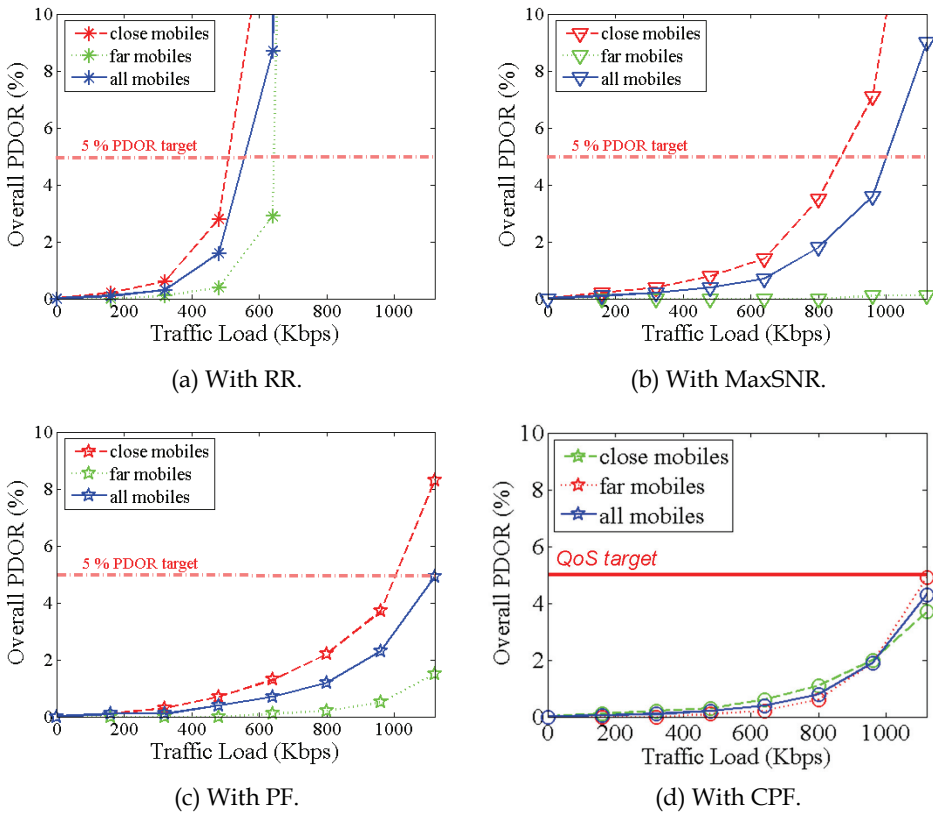 10
8
6
4
2
0
Overall PDOR (%)
close mobiles
far mobiles
all mobiles
5 % PDOR target
0 200 400 600 800 1000
Traffic Load (Kbps)
(a) With RR.
10
8
6
4
2
0
Overall PDOR (%)
close mobiles
far mobiles
all mobiles
5 % PDOR target
0 200 400 600 800 1000
Traffic Load (Kbps)
(b) With MaxSNR.
10
8
6
4
2
0
Overall PDOR (%)
close mobiles
far mobiles
all mobiles
5 % PDOR target
0 200 400 600 800 1000
Traffic Load (Kbps)
(c) With PF.
10
8
6
4
2
0
Overall PDOR (%)
close mobiles
far mobiles
all mobiles
QoS target
0 200 400 600 800 1000
Traffic Load (Kbps)
(d) With CPF.